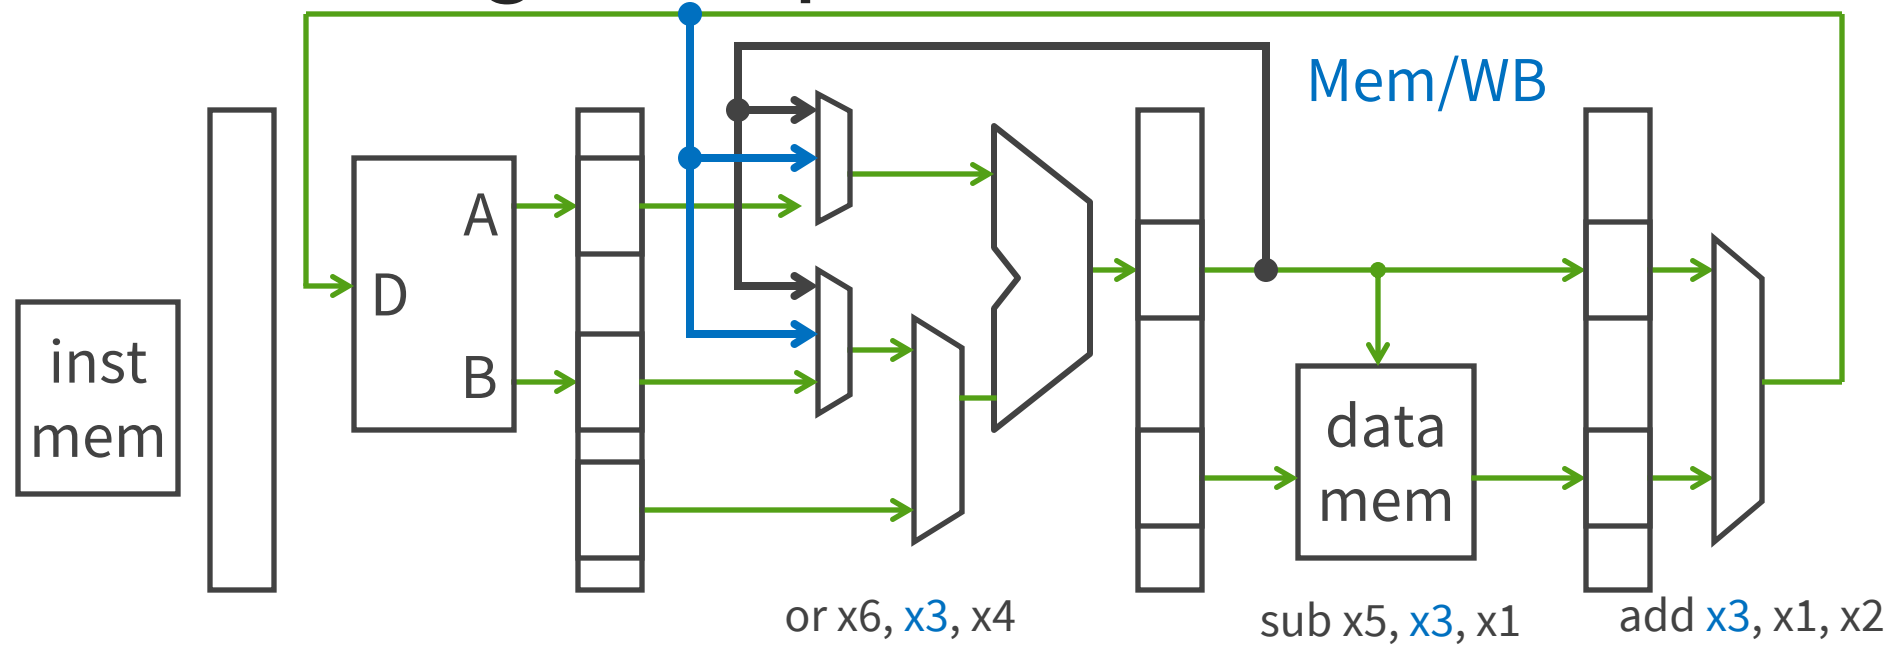 Mem/WB
A
D
B
inst
mem
data
mem
or x6, x3, x4
sub x5, x3, x1
add x3, x1, x2